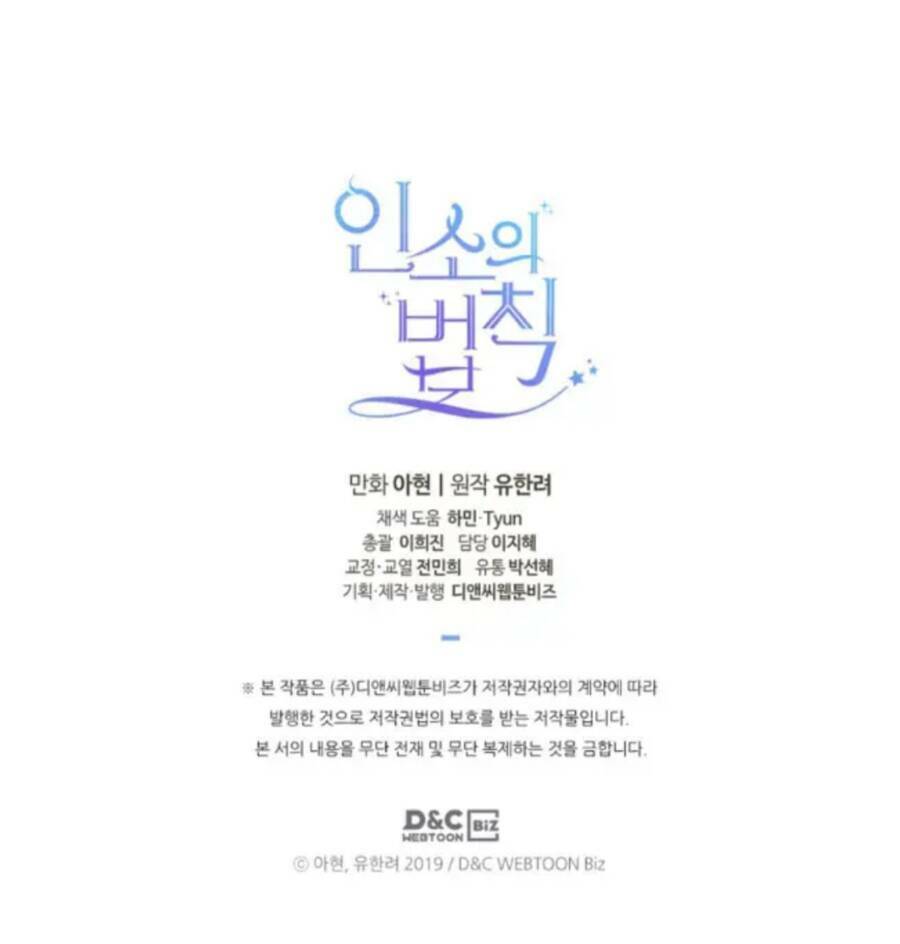 인소의
법칙
만화 아현 | 원작 유한려
채색 도움 하민·Tyun
총괄 이희진 담당 이지혜
교정·교열 전민희 유통 박선혜
기획·제작·발행 디앤씨웹툰비즈
※ 본 작품은 (주)디앤씨웹툰비즈가 저작권자와의 계약에 따라
발행한 것으로 저작권법의 보호를 받는 저작물입니다.
본 서의 내용을 무단 전재 및 무단 복제하는 것을 금합니다.
D&C BiZ
WEBTOON
ⓒ 아현, 유한려 2019 / D&C WEBTOON Biz